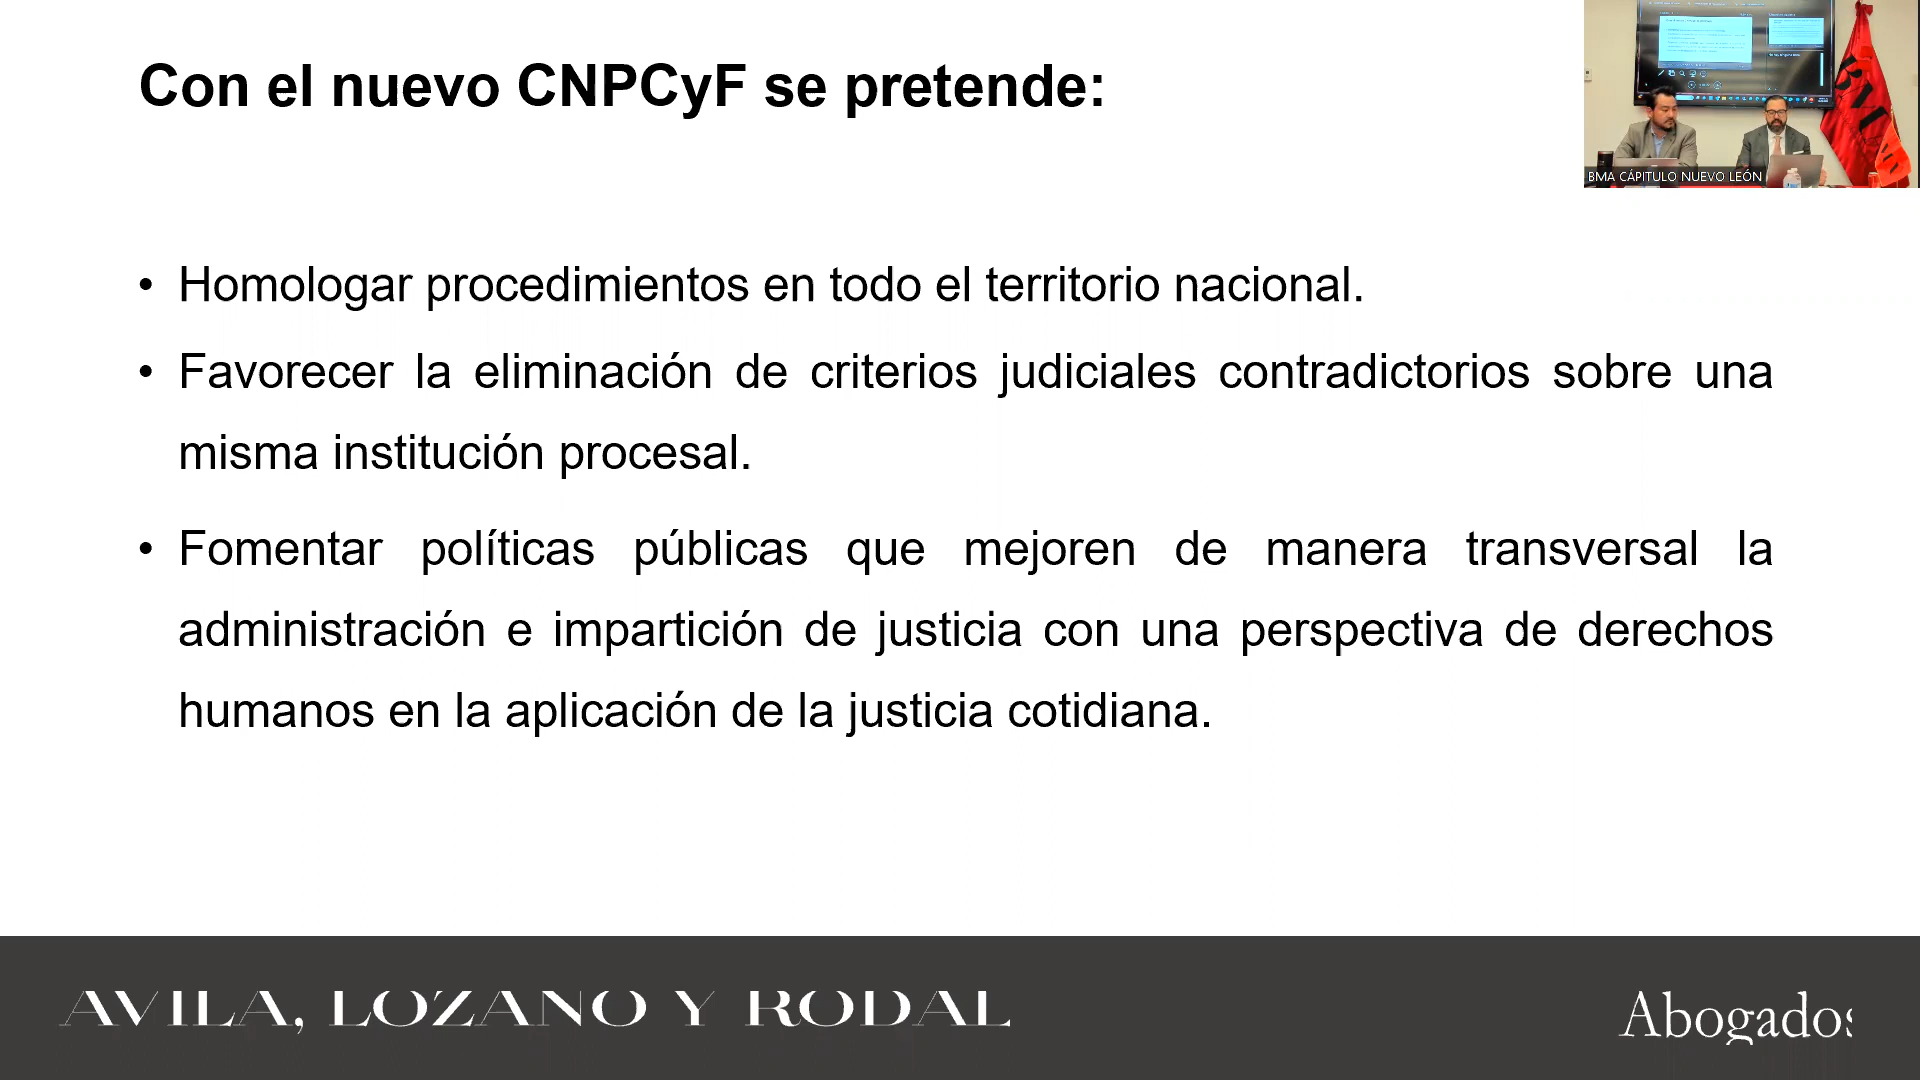 Con el nuevo CNPCyF se pretende:
BMA CÁPITULO NUEVO LEÓN
• Homologar procedimientos en todo el territorio nacional.
• Favorecer la eliminación de criterios judiciales contradictorios sobre una
misma institución procesal.
• Fomentar políticas públicas que mejoren de manera transversal la
administración e impartición de justicia con una perspectiva de derechos
humanos en la aplicación de la justicia cotidiana.
AVILA, LOZANO Y RODAL
Abogados